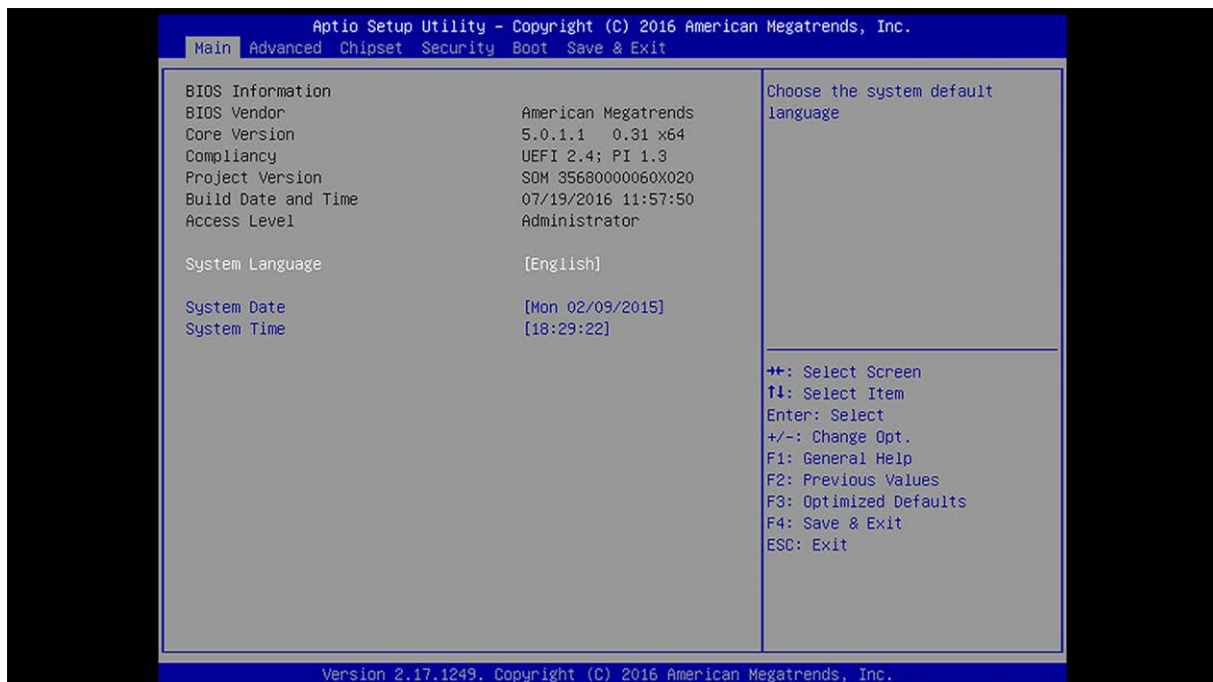 Aptio Setup Utility – Copyright (C) 2016 American Megatrends, Inc.
Main Advanced Chipset Security Boot Save & Exit
BIOS Information
BIOS Vendor American Megatrends
Core Version 5.0.1.1 0.31 x64
Compliancy UEFI 2.4; PI 1.3
Project Version SOM 35680000060X020
Build Date and Time 07/19/2016 11:57:50
Access Level Administrator
System Language [English]
System Date [Mon 02/09/2015]
System Time [18:29:22]
Choose the system default
language
→←: Select Screen
↑↓: Select Item
Enter: Select
+/-: Change Opt.
F1: General Help
F2: Previous Values
F3: Optimized Defaults
F4: Save & Exit
ESC: Exit
Version 2.17.1249. Copyright (C) 2016 American Megatrends, Inc.